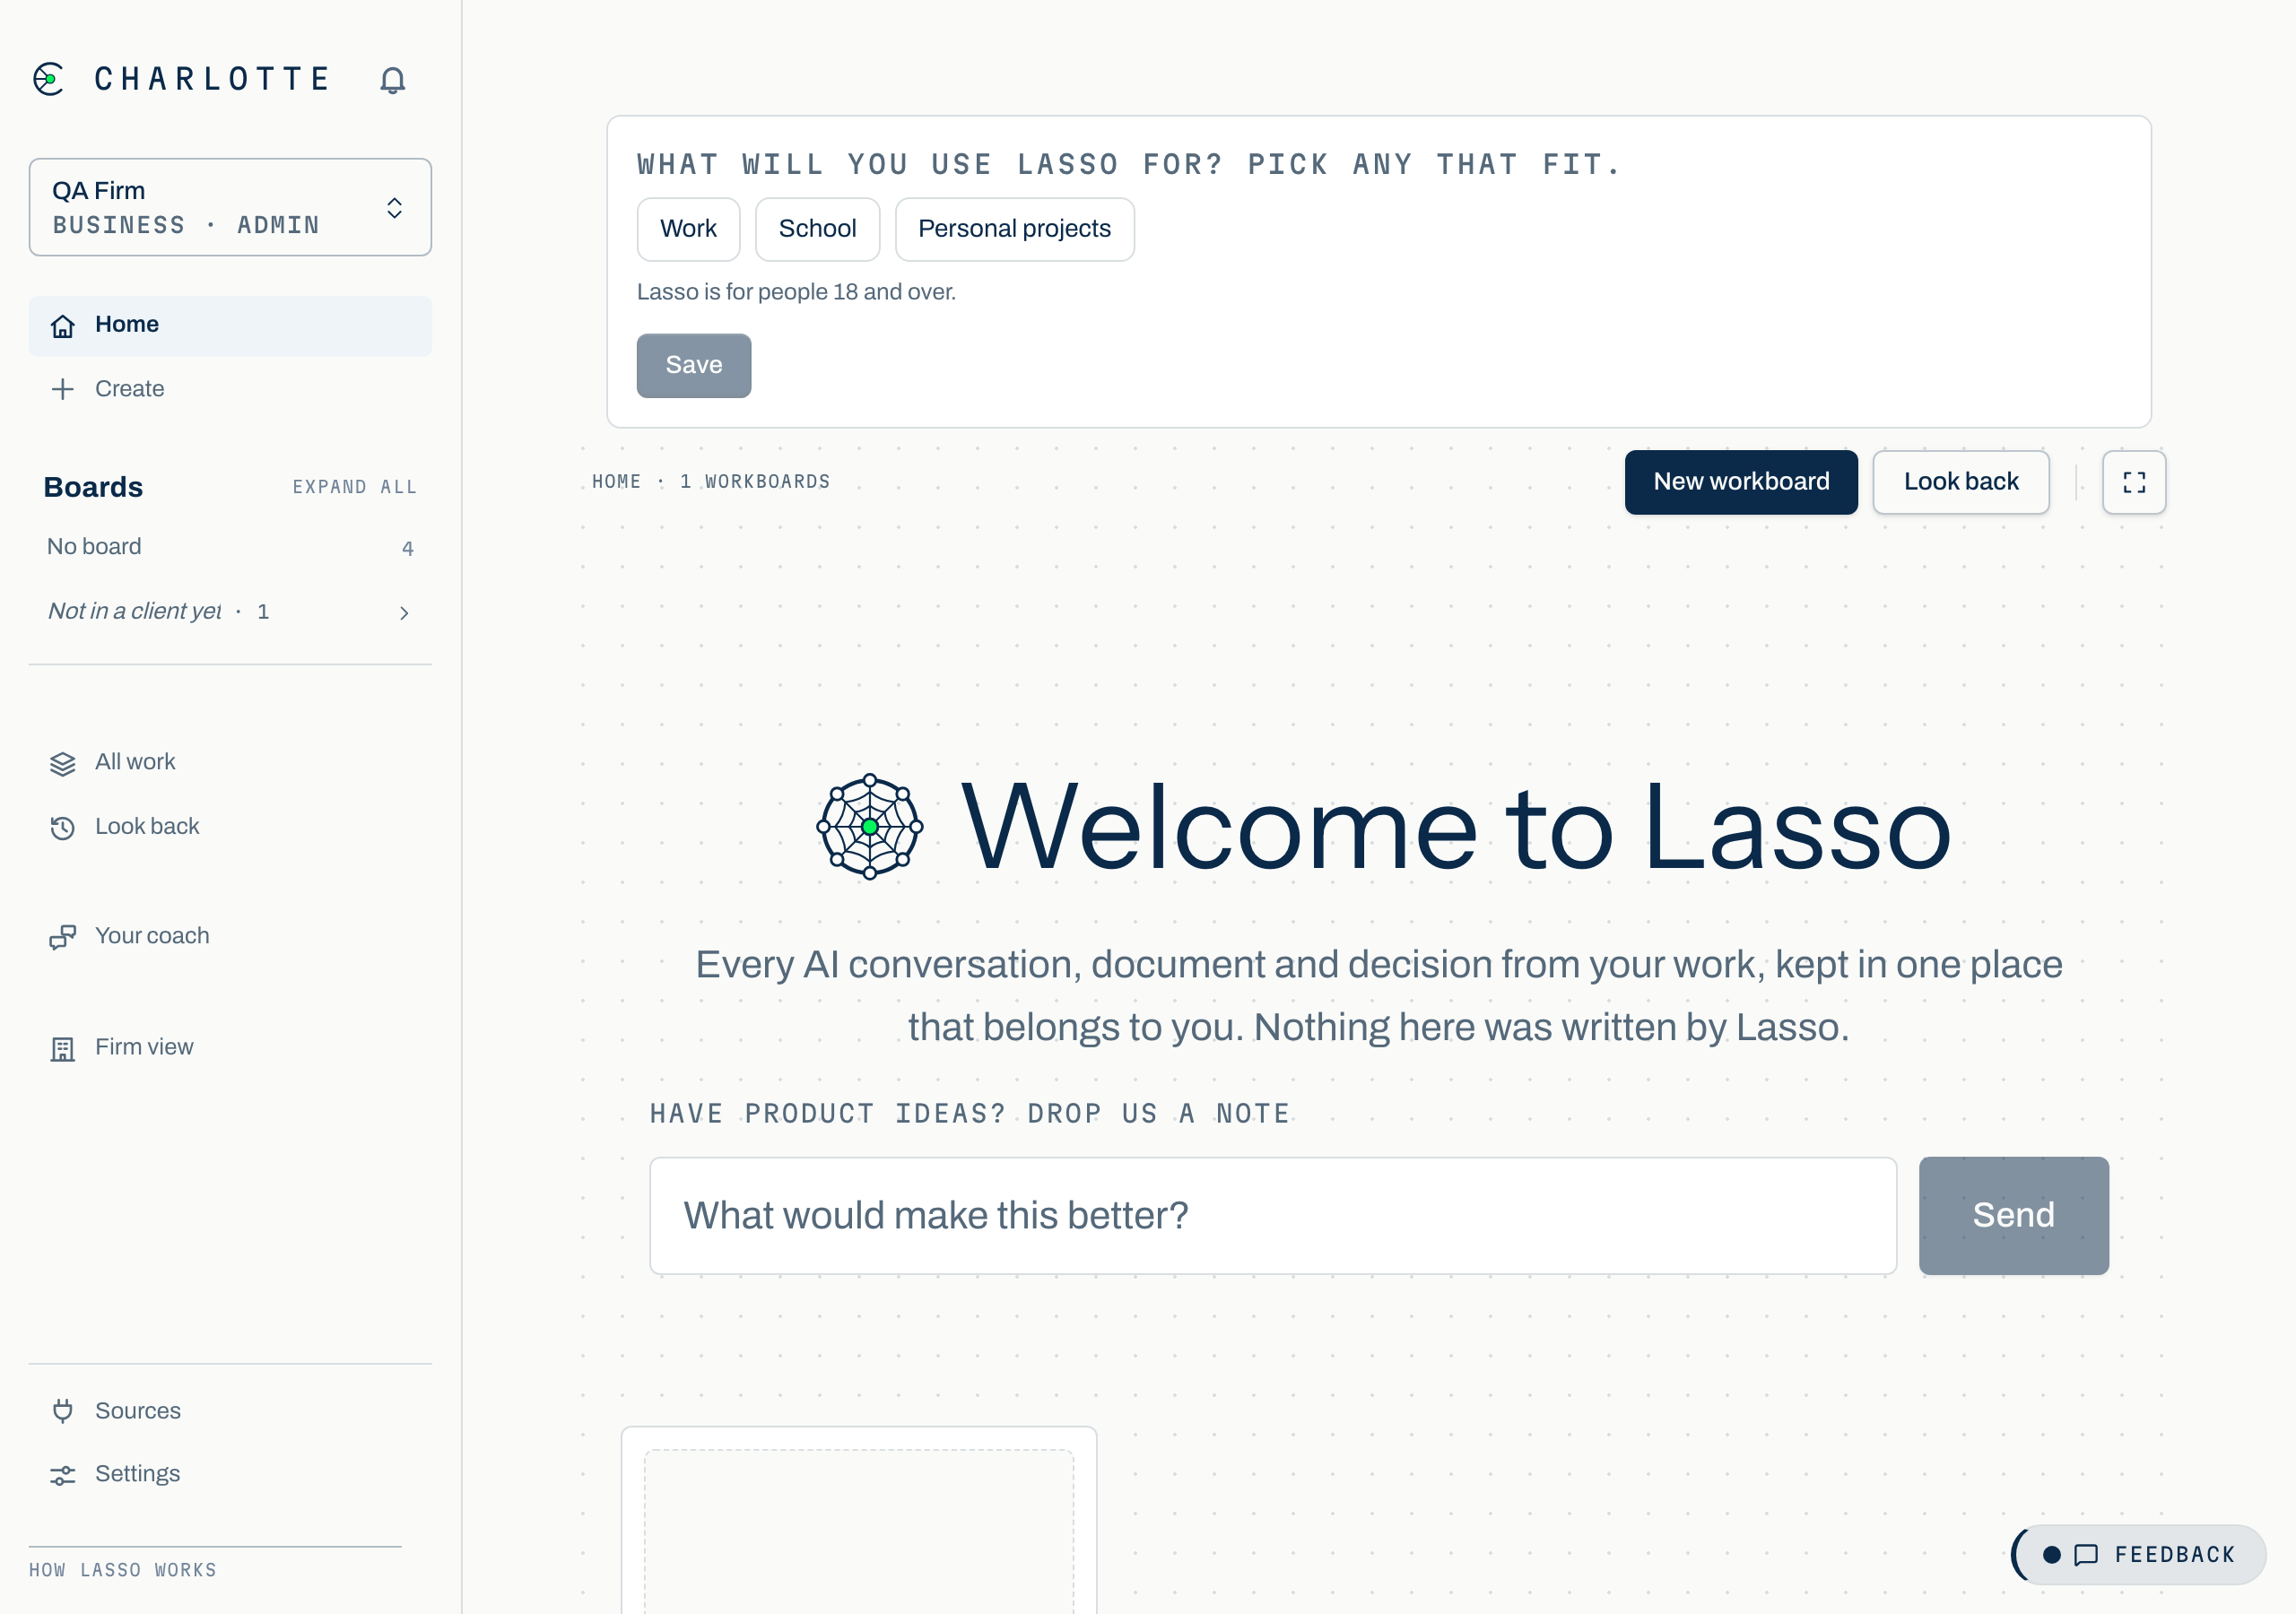 CHARLOTTE
QA Firm
BUSINESS · ADMIN
Home
Create
Boards EXPAND ALL
No board 4
Not in a client yet · 1
All work
Look back
Your coach
Firm view
Sources
Settings
HOW LASSO WORKS
WHAT WILL YOU USE LASSO FOR? PICK ANY THAT FIT.
Work School Personal projects
Lasso is for people 18 and over.
Save
HOME · 1 WORKBOARDS New workboard Look back
Welcome to Lasso
Every AI conversation, document and decision from your work, kept in one place
that belongs to you. Nothing here was written by Lasso.
HAVE PRODUCT IDEAS? DROP US A NOTE
What would make this better? Send
FEEDBACK